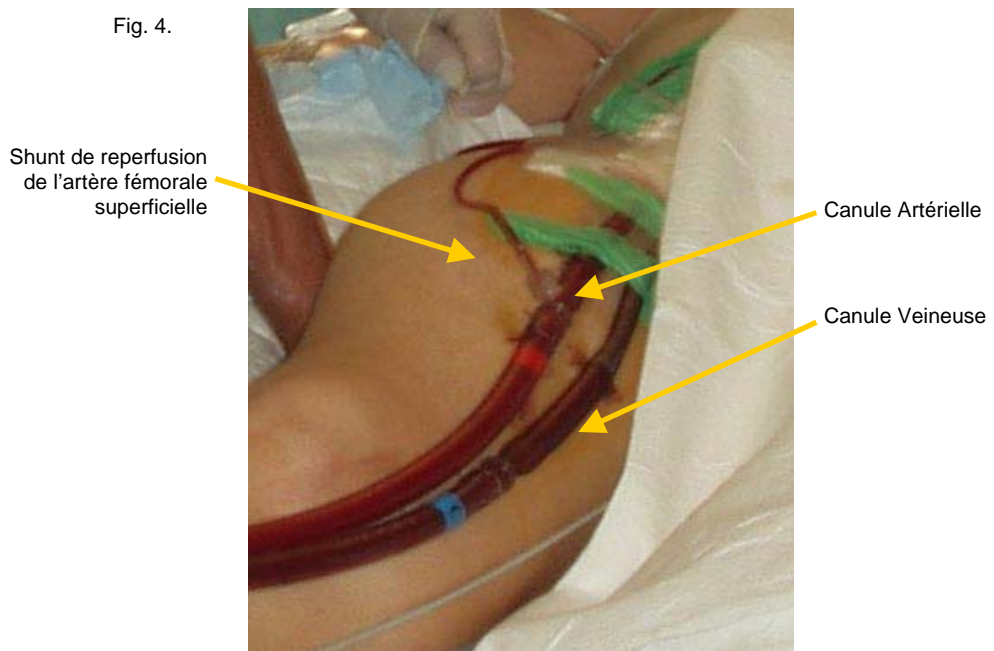 Fig. 4.
Shunt de reperfusion
de l'artère fémorale
superficielle
Canule Artérielle
Canule Veineuse